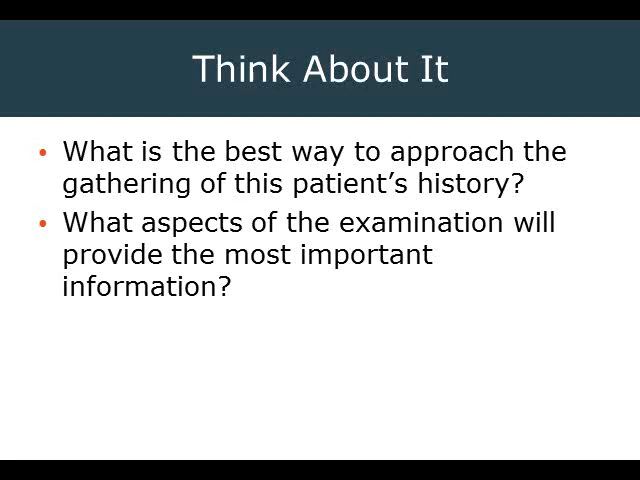 Think About It
• What is the best way to approach the
gathering of this patient’s history?
• What aspects of the examination will
provide the most important
information?